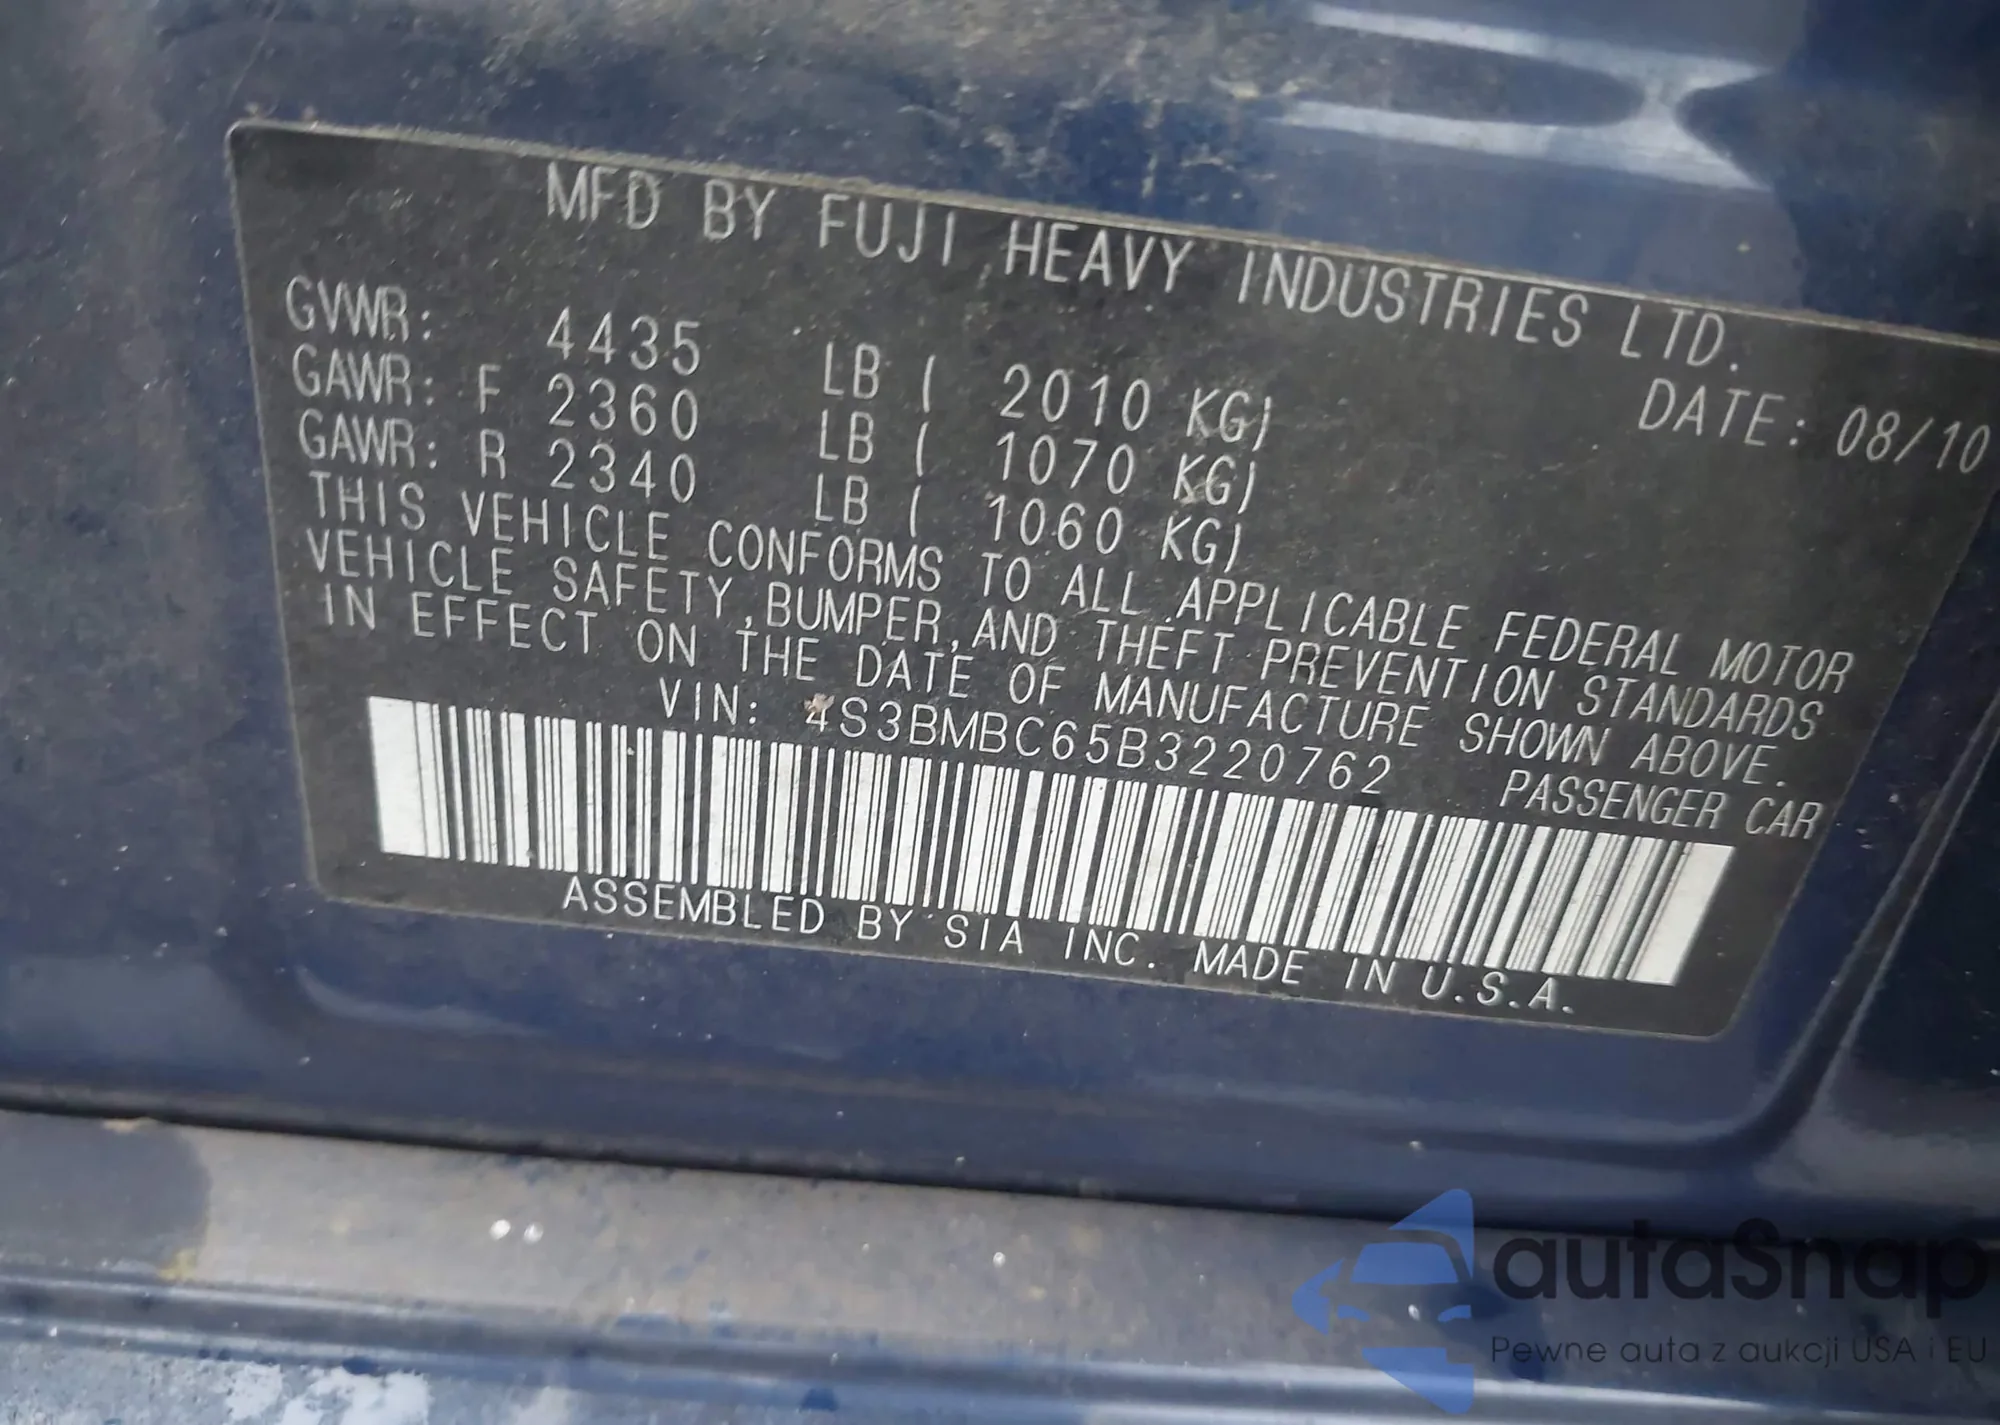 MFD BY FUJI HEAVY INDUSTRIES LTD.
DATE: 08/10
GVWR: 4435 LB ( 2010 KG)
GAWR: F 2360 LB ( 1070 KG)
GAWR: R 2340 LB ( 1060 KG)
THIS VEHICLE CONFORMS TO ALL APPLICABLE FEDERAL MOTOR
VEHICLE SAFETY,BUMPER,AND THEFT PREVENTION STANDARDS
IN EFFECT ON THE DATE OF MANUFACTURE SHOWN ABOVE.
VIN: 4S3BMBC65B3220762 PASSENGER CAR
ASSEMBLED BY SIA INC. MADE IN U.S.A.
autaSnap
Pewne auta z aukcji USA i EU